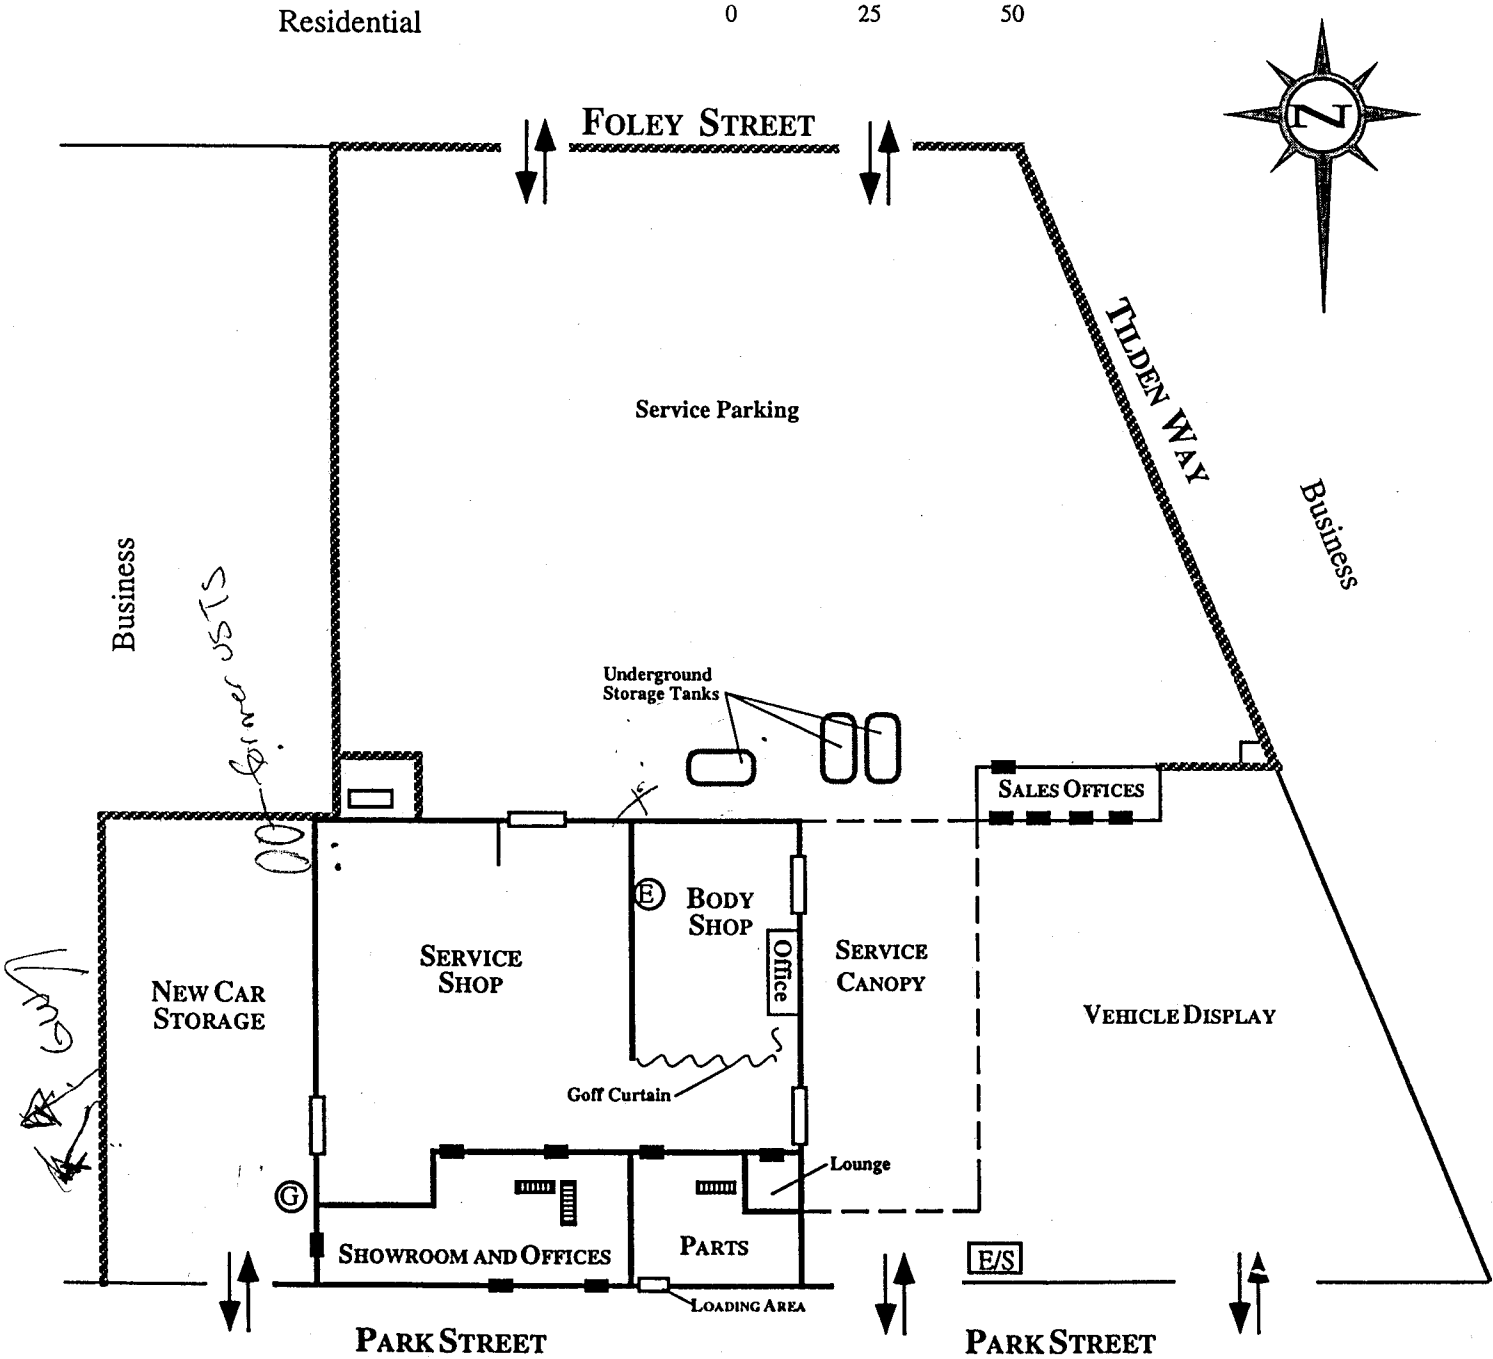 Residential
0 25 50
N
FOLEY STREET
TILDEN WAY
Service Parking
Business
Business
former USTS
Underground
Storage Tanks
SALES OFFICES
E
BODY
SHOP
Office
SERVICE
SHOP
SERVICE
CANOPY
NEW CAR
STORAGE
VEHICLE DISPLAY
Goff Curtain
Lounge
G
SHOWROOM AND OFFICES
PARTS
E/S
LOADING AREA
PARK STREET
PARK STREET